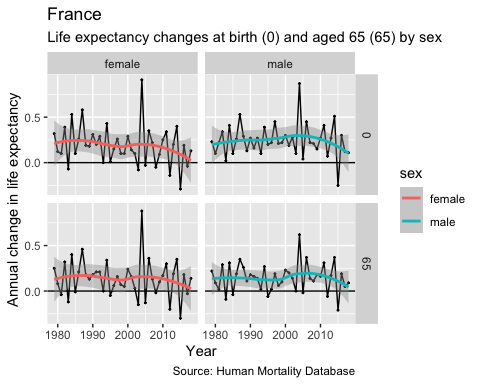 France
Life expectancy changes at birth (0) and aged 65 (65) by sex
female
male
Annual change in life expectancy
0.5
0.0
0
0.5
0.0
65
1980 1990 2000 2010
1980 1990 2000 2010
Year
sex
female
male
Source: Human Mortality Database